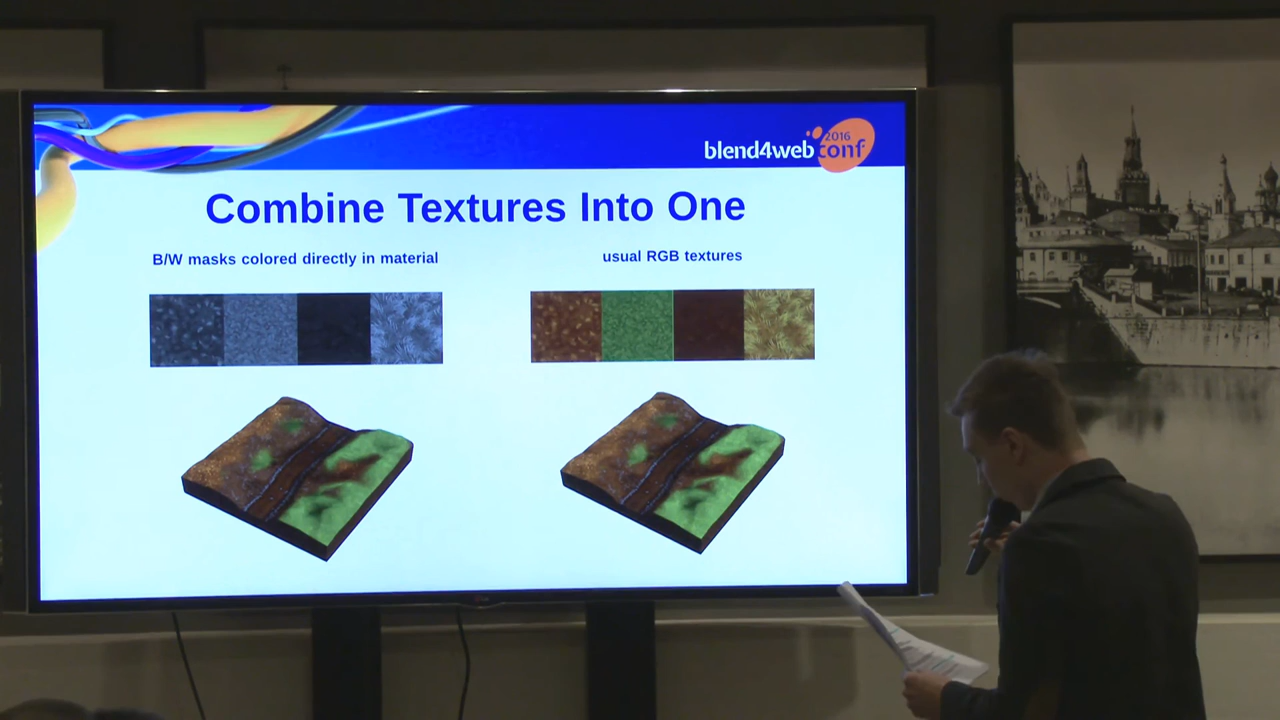 2016
blend4web conf
Combine Textures Into One
B/W masks colored directly in material
usual RGB textures